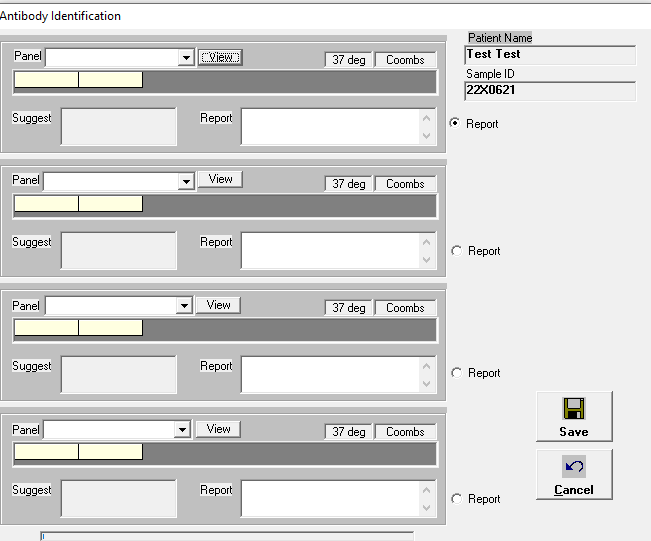 Antibody Identification
Patient Name
Test Test
Sample ID
22X0621
Panel View 37 deg Coombs
Suggest Report
Report
Panel View 37 deg Coombs
Suggest Report
Report
Panel View 37 deg Coombs
Suggest Report
Report
Panel View 37 deg Coombs
Suggest Report
Report
Save
Cancel